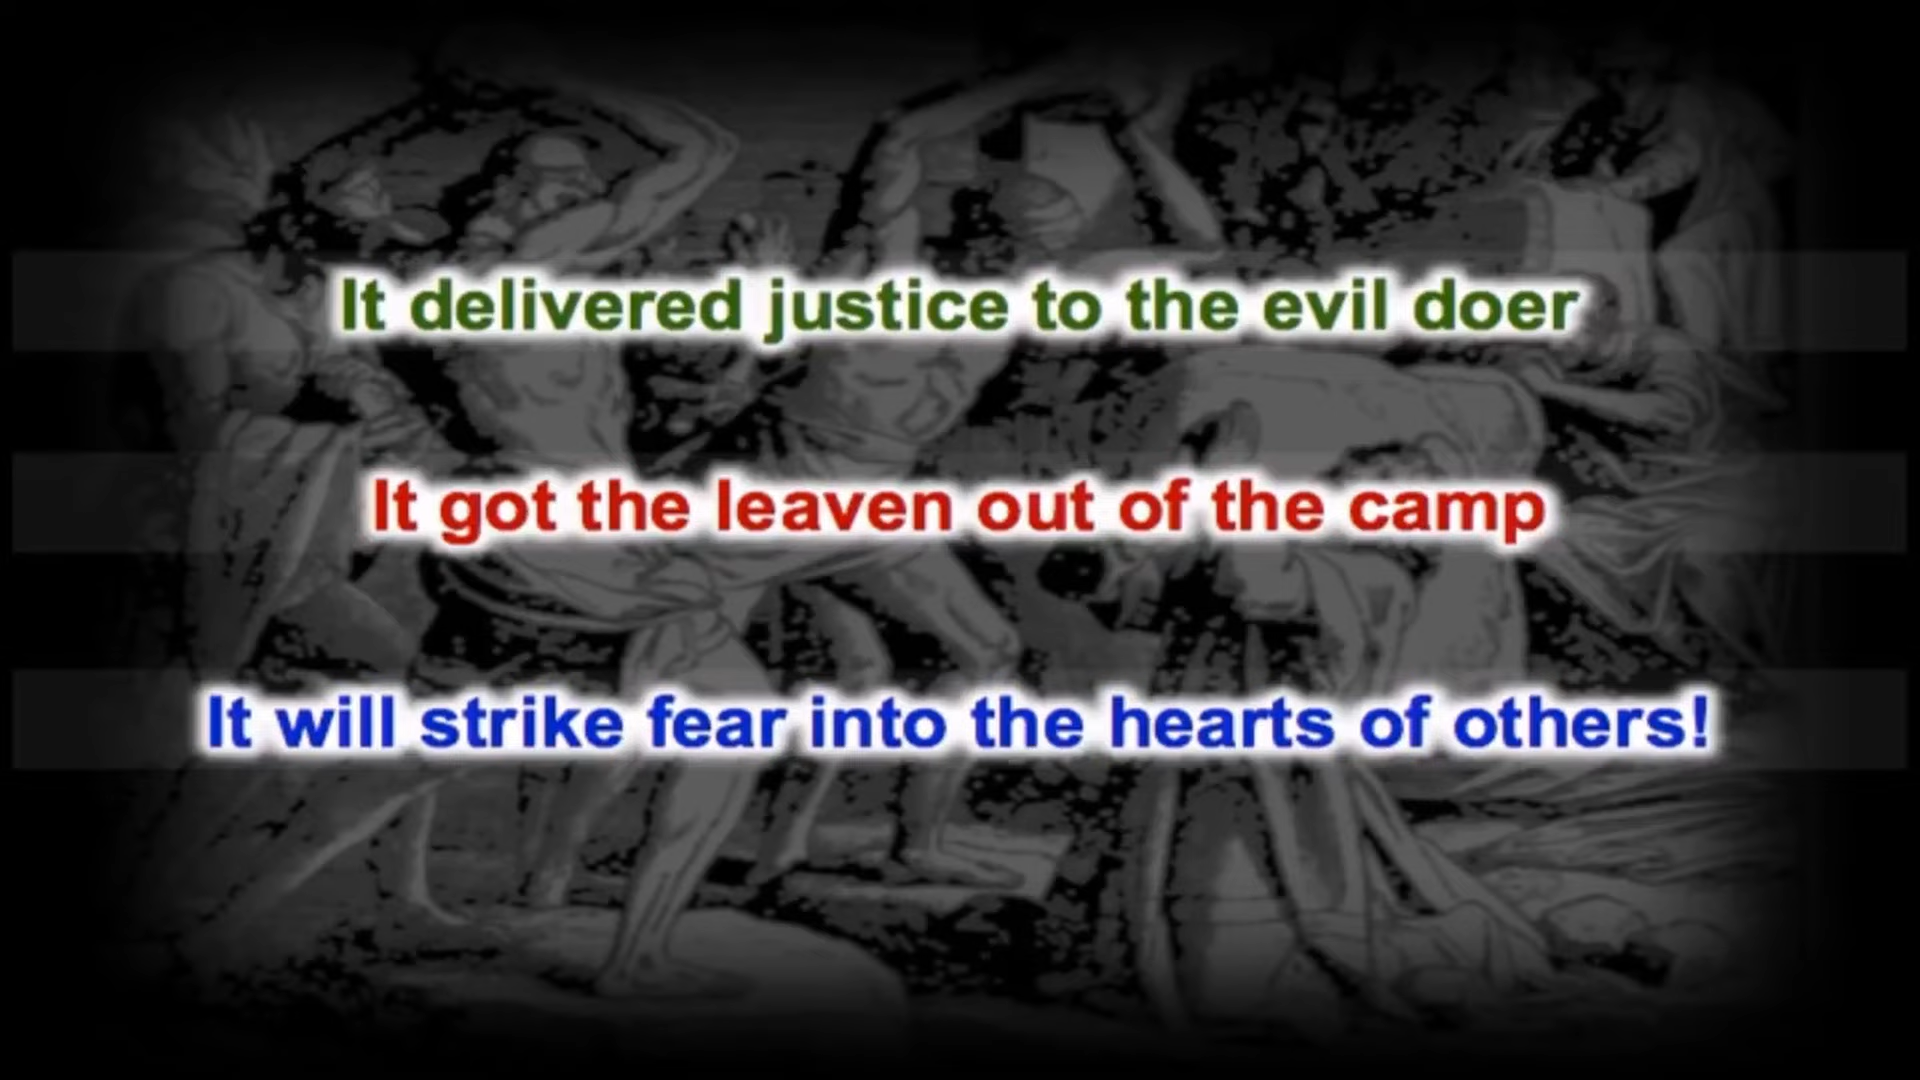 It delivered justice to the evil doer
It got the leaven out of the camp
It will strike fear into the hearts of others!